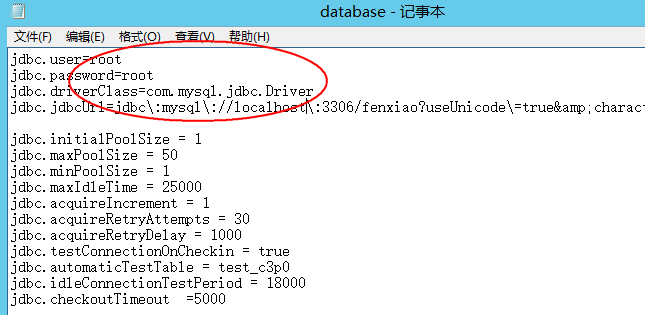 database - 记事本
文件(F) 编辑(E) 格式(O) 查看(V) 帮助(H)
jdbc.user=root
jdbc.password=root
jdbc.driverClass=com.mysql.jdbc.Driver
jdbc.jdbcUrl=jdbc\:mysql\://localhost\:3306/fenxiao?useUnicode\=true&amp;charact
jdbc.initialPoolSize = 1
jdbc.maxPoolSize = 50
jdbc.minPoolSize = 1
jdbc.maxIdleTime = 25000
jdbc.acquireIncrement = 1
jdbc.acquireRetryAttempts = 30
jdbc.acquireRetryDelay = 1000
jdbc.testConnectionOnCheckin = true
jdbc.automaticTestTable = test_c3p0
jdbc.idleConnectionTestPeriod = 18000
jdbc.checkoutTimeout  =5000